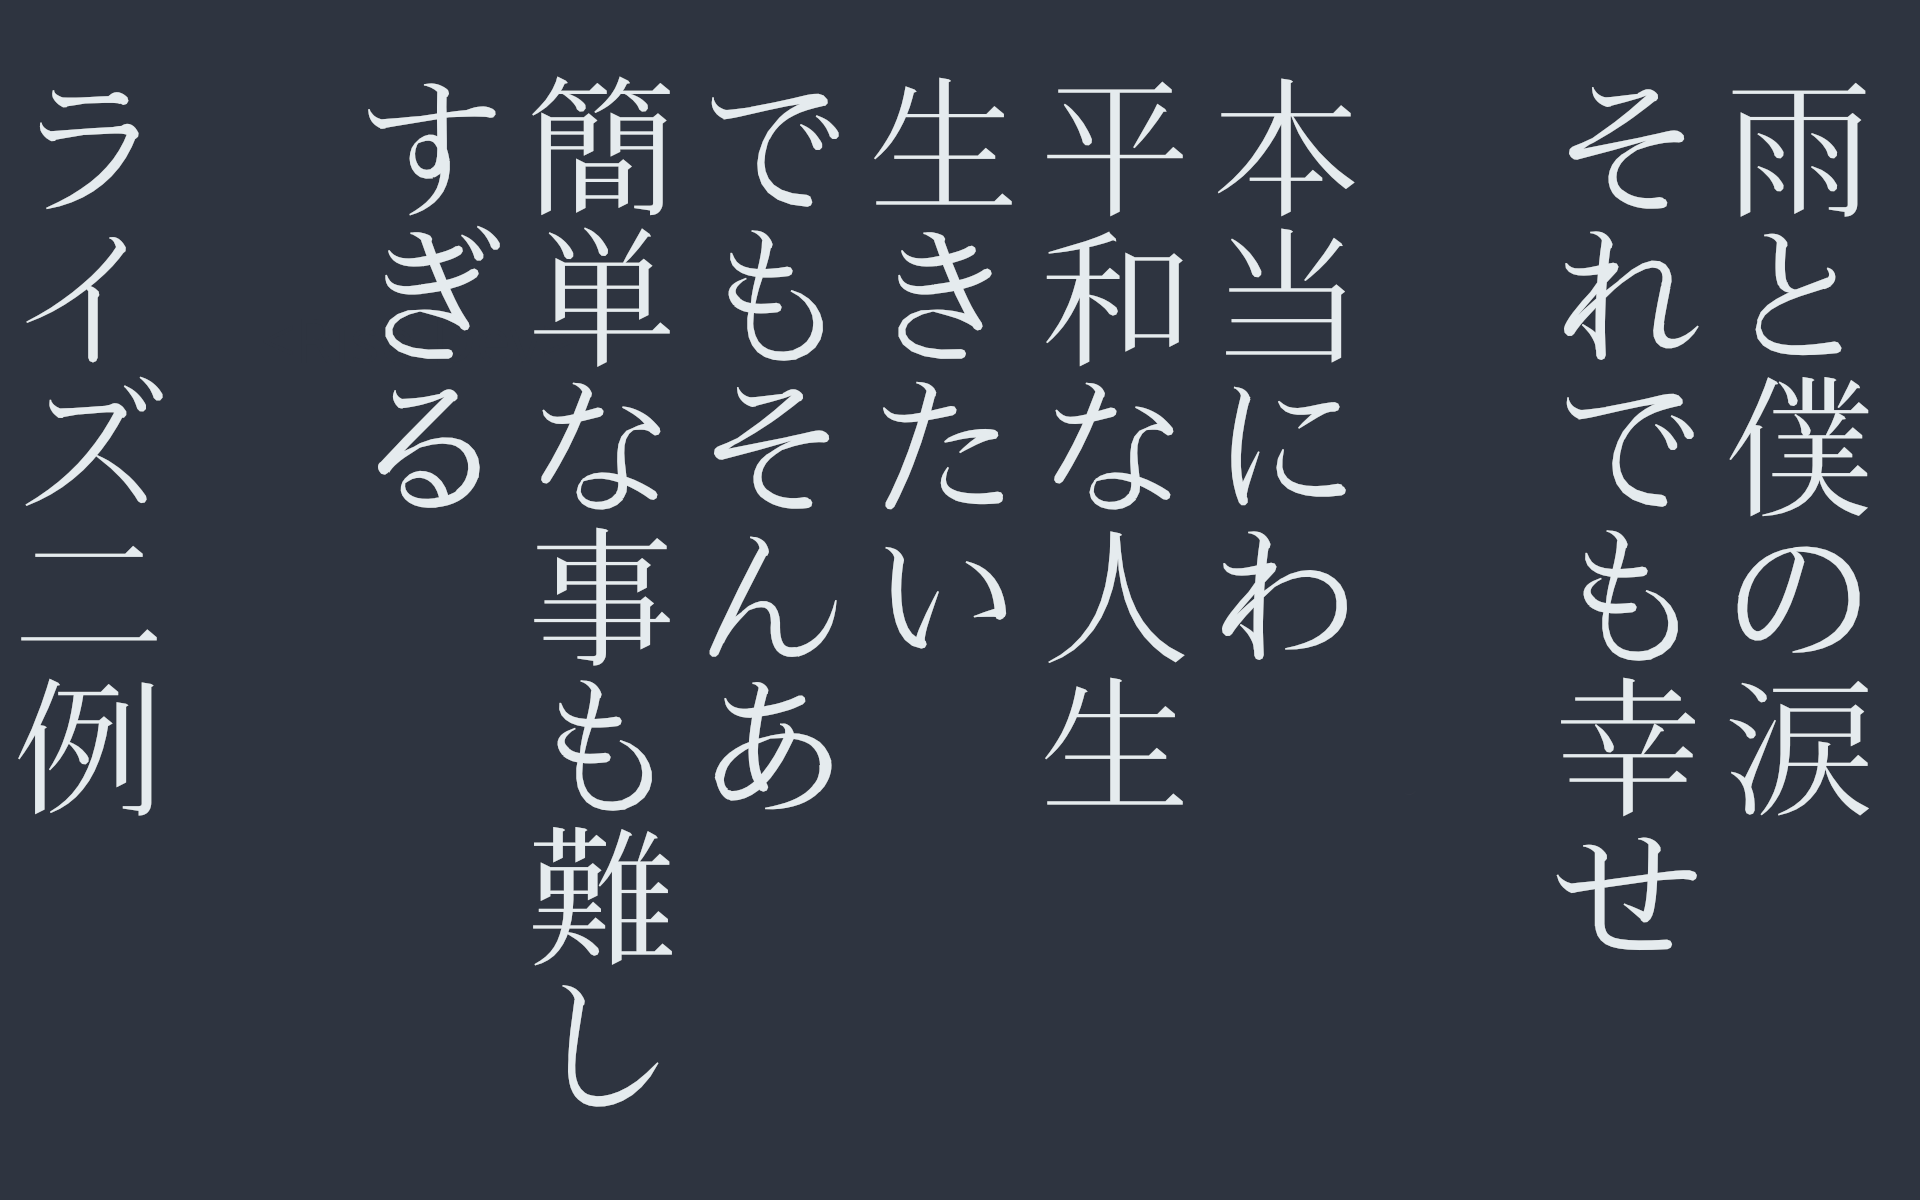 雨と僕の涙
それでも幸せ
本当にわ
平和な人生
生きたい
でもそんあ
簡単な事も難し
すぎる
ライズ二例